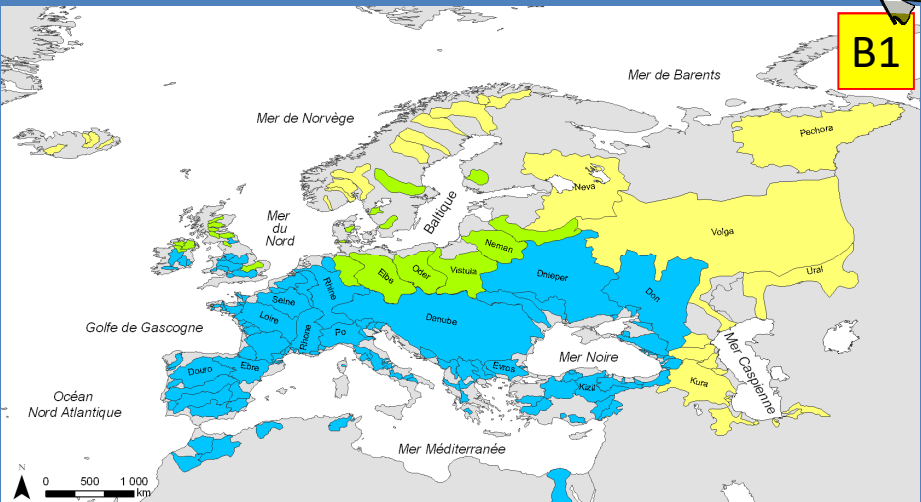 B1
Mer de Barents
Mer de Norvège
Pechora
Neva
Mer
du
Nord
Baltique
Volga
Neman
Ural
Elbe
Oder
Vistula
Dnieper
Rhine
Don
Seine
Loire
Danube
Golfe de Gascogne
Rhone
Po
Mer Noire
Mer Caspienne
Douro
Ebre
Evros
Kizil
Kura
Océan
Nord Atlantique
Mer Méditerranée
N
0 500 1 000
km